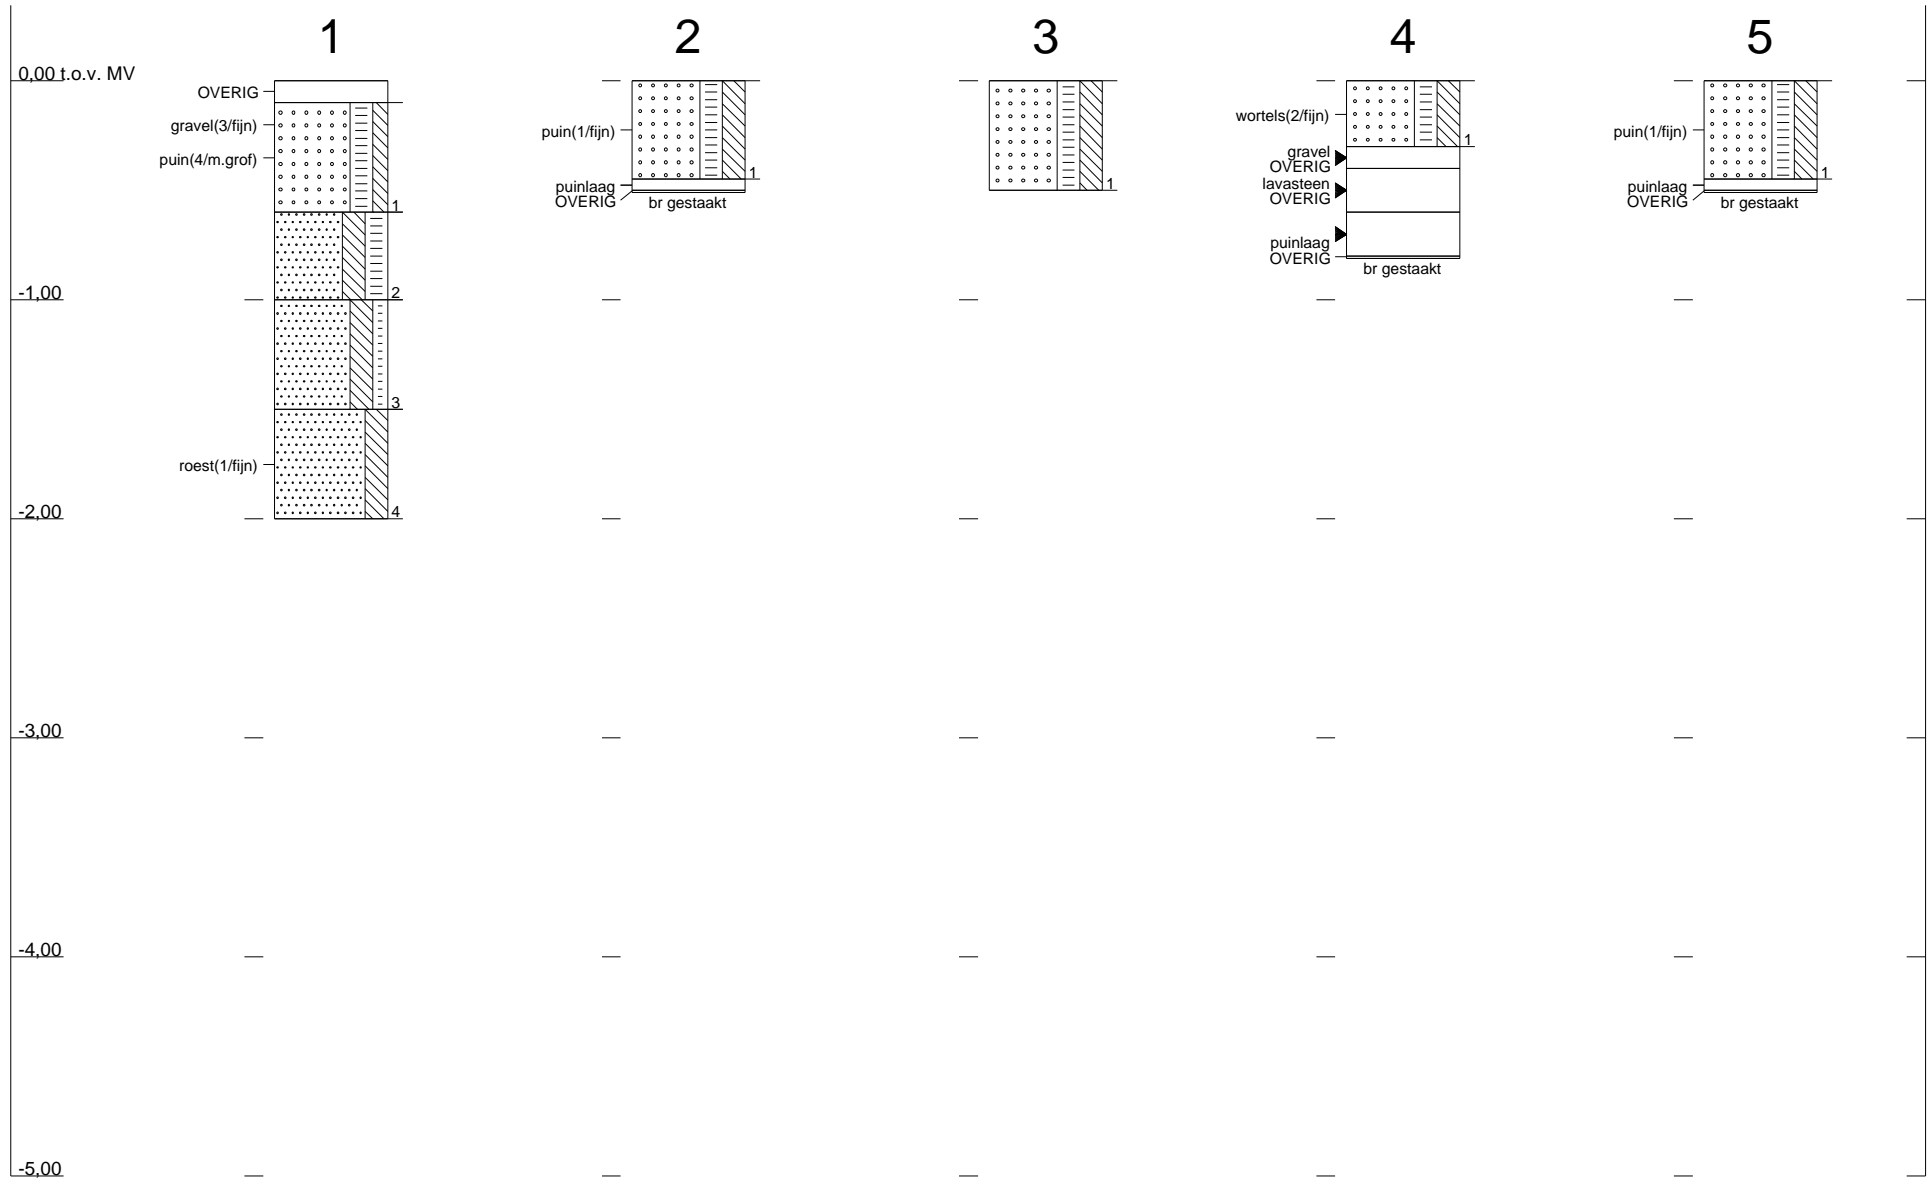 1
2
3
4
5
0,00 t.o.v. MV
-1,00
-2,00
-3,00
-4,00
-5,00
OVERIG
gravel(3/fijn)
puin(4/m.grof)
1
2
3
roest(1/fijn)
4
puin(1/fijn)
1
puinlaag
OVERIG
br gestaakt
1
wortels(2/fijn)
1
gravel
OVERIG
lavasteen
OVERIG
puinlaag
OVERIG
br gestaakt
puin(1/fijn)
1
puinlaag
OVERIG
br gestaakt